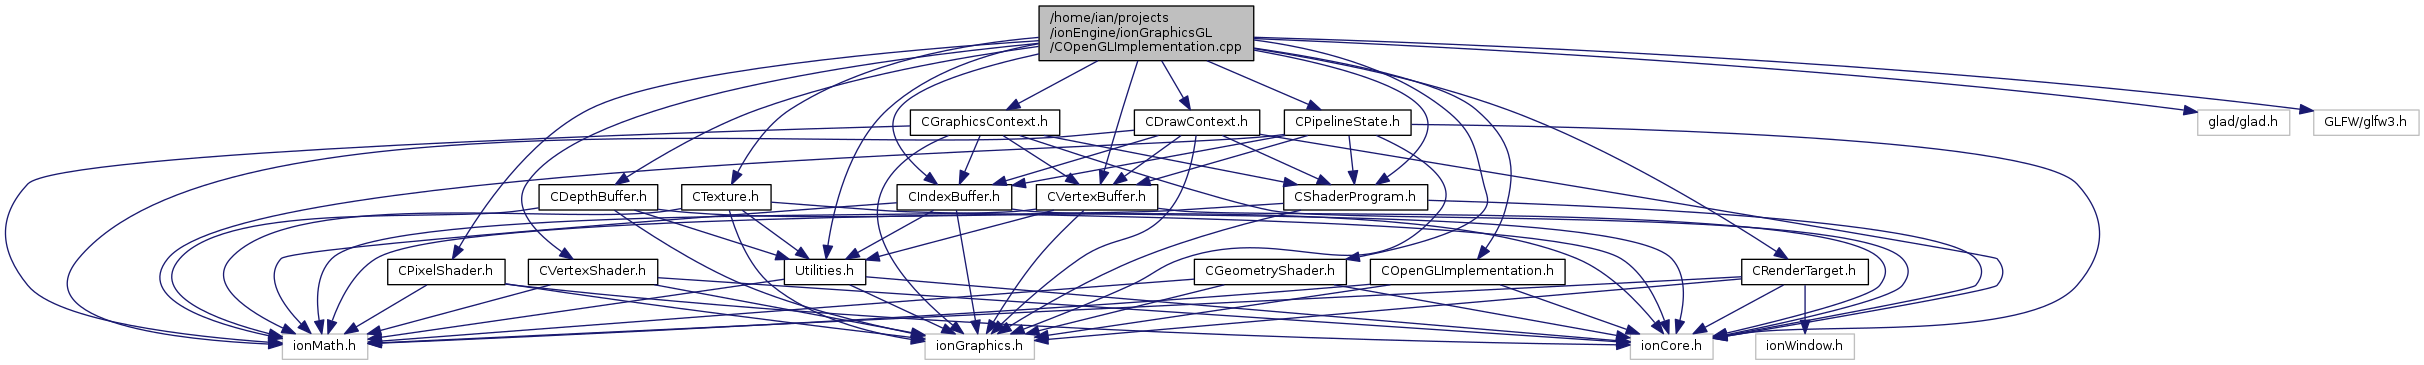 /home/ian/projects
/ionEngine/ionGraphicsGL
/COpenGLImplementation.cpp
CGraphicsContext.h
CDrawContext.h
CPipelineState.h
glad/glad.h
GLFW/glfw3.h
CDepthBuffer.h
CTexture.h
CIndexBuffer.h
CVertexBuffer.h
CShaderProgram.h
CPixelShader.h
CVertexShader.h
Utilities.h
CGeometryShader.h
COpenGLImplementation.h
CRenderTarget.h
ionMath.h
ionGraphics.h
ionCore.h
ionWindow.h